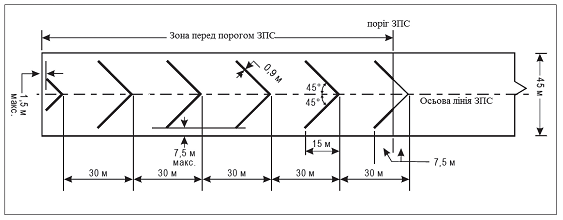 поріг ЗПС
Зона перед порогом ЗПС
0,9 м
45°
45°
Осьова лінія ЗПС
45 м
1,5 м
макс.
7,5 м
макс.
15 м
7,5 м
30 м
30 м
30 м
30 м
30 м